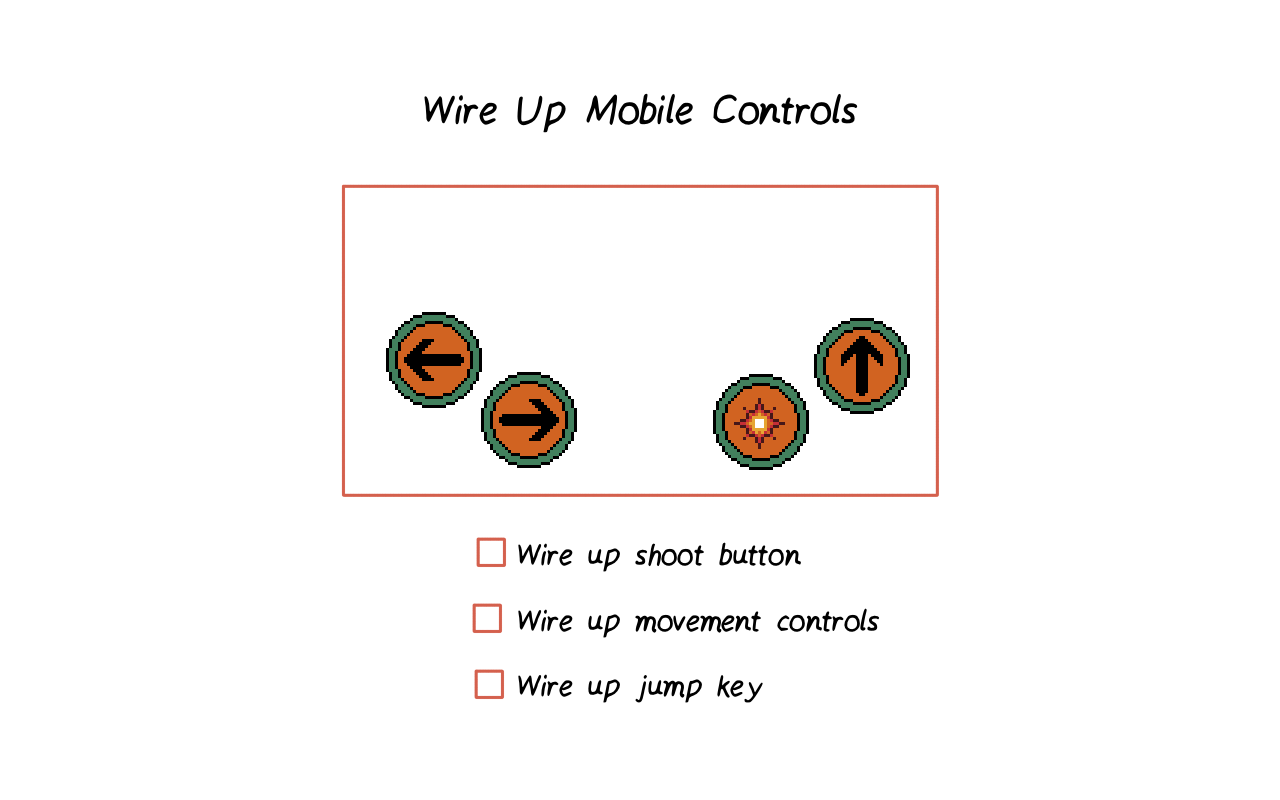 Wire Up Mobile Controls
Wire up shoot button
Wire up movement controls
Wire up jump key